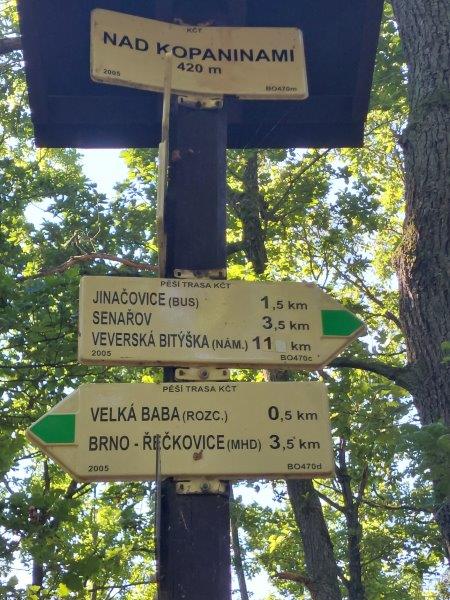 KČT
NAD KOPANINAMI
420 m
2005 BO470m
PĚŠÍ TRASA KČT
JINAČOVICE (BUS) 1,5 km
SENAŘOV 3,5 km
VEVERSKÁ BITÝŠKA (NÁM.) 11 km
2005 BO470c
PĚŠÍ TRASA KČT
VELKÁ BABA (ROZC.) 0,5 km
BRNO - ŘEČKOVICE (MHD) 3,5 km
2005 BO470d